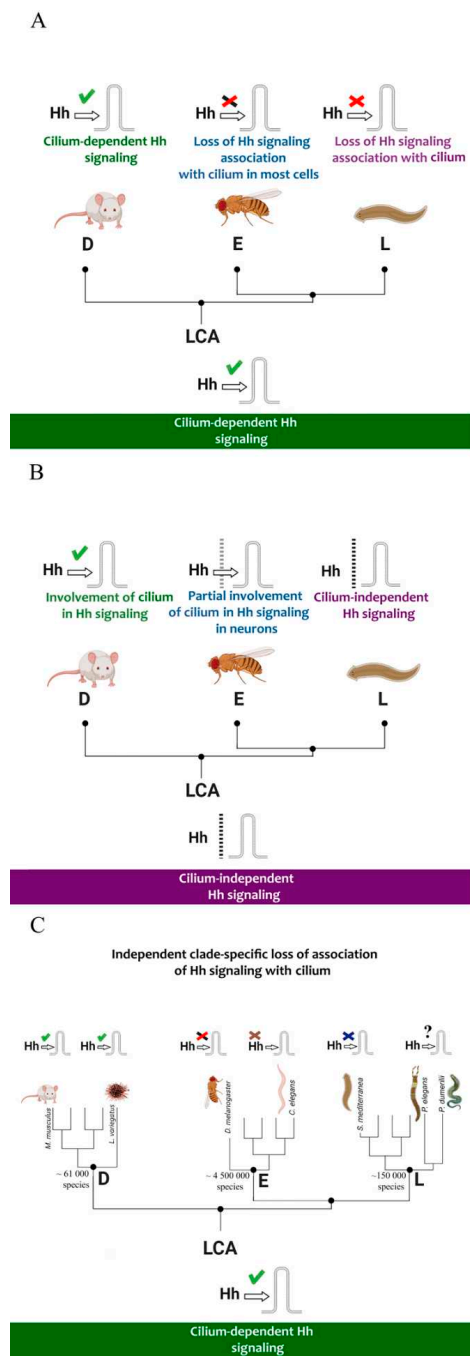 A
Hh
Hh
Hh
Cilium-dependent Hh
signaling
Loss of Hh signaling
association
with cilium in most cells
Loss of Hh signaling
association with cilium
D
E
L
LCA
Hh
Cilium-dependent Hh
signaling
B
Hh
Hh
Hh
Involvement of cilium
in Hh signaling
Partial involvement
of cilium in Hh signaling
in neurons
Cilium-independent
Hh signaling
D
E
L
LCA
Hh
Cilium-independent
Hh signaling
C
Independent clade-specific loss of association
of Hh signaling with cilium
Hh
Hh
Hh
Hh
Hh
?
Hh
M. musculus
L. variegatus
D. melanogaster
C. elegans
S. mediterranea
P. elegans
P. dumerilii
~ 61 000
species
D
~ 4 500 000
species
E
~150 000
species
L
LCA
Hh
Cilium-dependent Hh
signaling